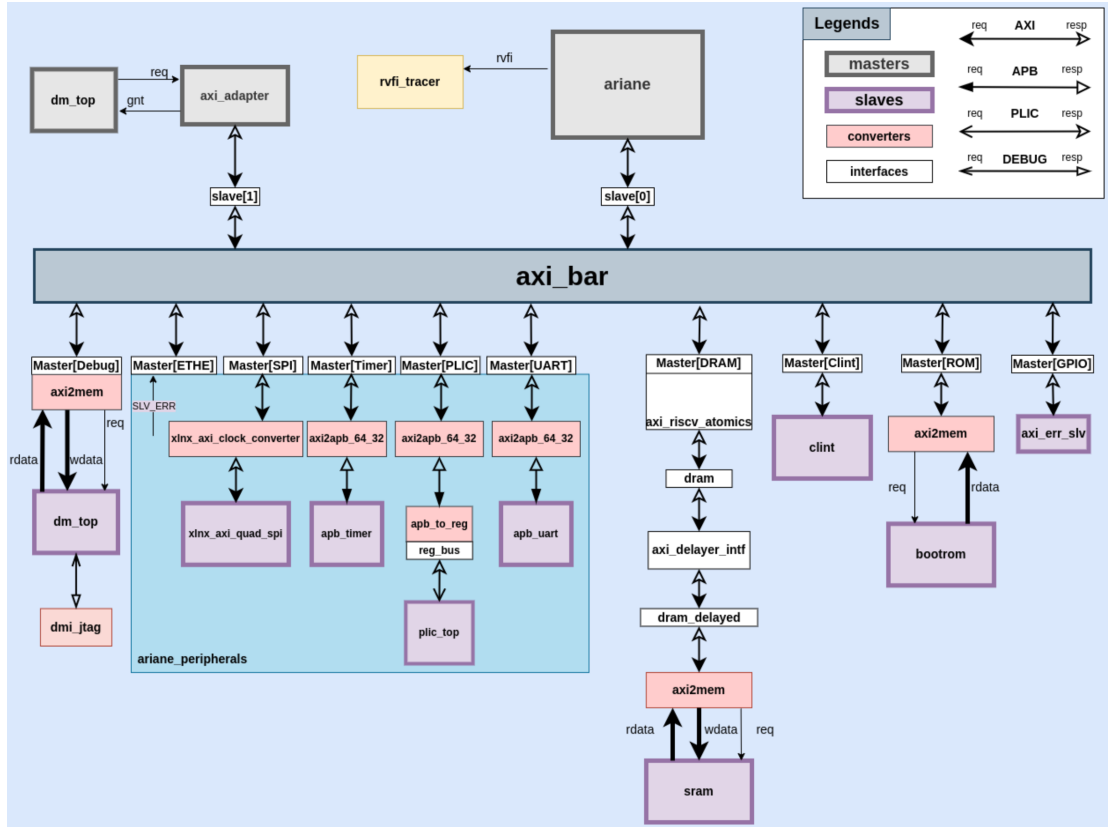 Legends
req AXI resp
masters
req APB resp
slaves
req PLIC resp
converters
req DEBUG resp
interfaces
dm_top
req
gnt
axi_adapter
rvfi_tracer
rvfi
ariane
slave[1]
slave[0]
axi_bar
Master[Debug]
Master[ETHE]
Master[SPI]
Master[Timer]
Master[PLIC]
Master[UART]
Master[DRAM]
Master[Clint]
Master[ROM]
Master[GPIO]
axi2mem
SLV_ERR
rdata
wdata
req
dm_top
dmi_jtag
xlnx_axi_clock_converter
axi2apb_64_32
axi2apb_64_32
axi2apb_64_32
xlnx_axi_quad_spi
apb_timer
apb_to_reg
reg_bus
apb_uart
plic_top
ariane_peripherals
axi_riscv_atomics
dram
axi_delayer_intf
dram_delayed
axi2mem
rdata
wdata
req
sram
clint
axi2mem
req
rdata
bootrom
axi_err_slv